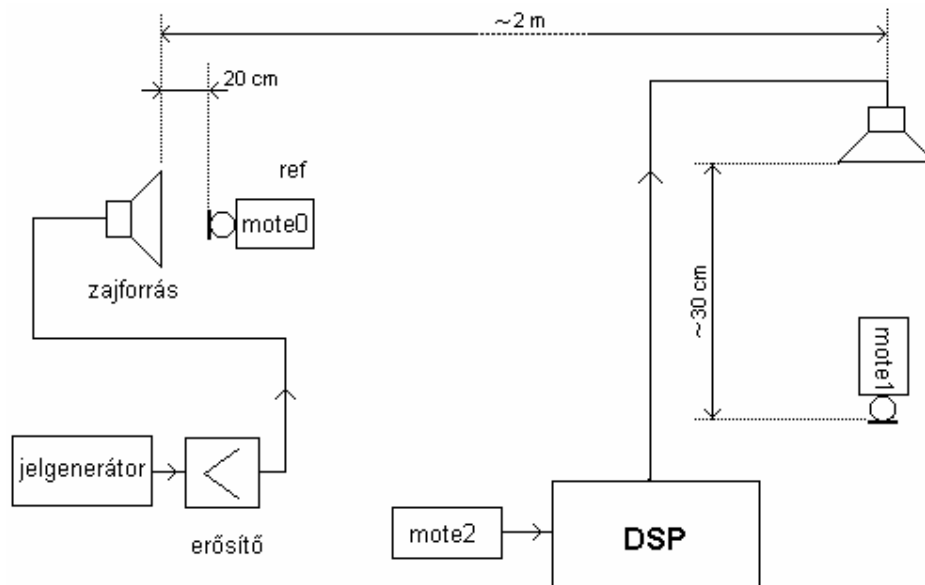 ~2 m
20 cm
ref
mote0
zajforrás
~30 cm
mote1
jelgenerátor
erősítő
mote2
DSP